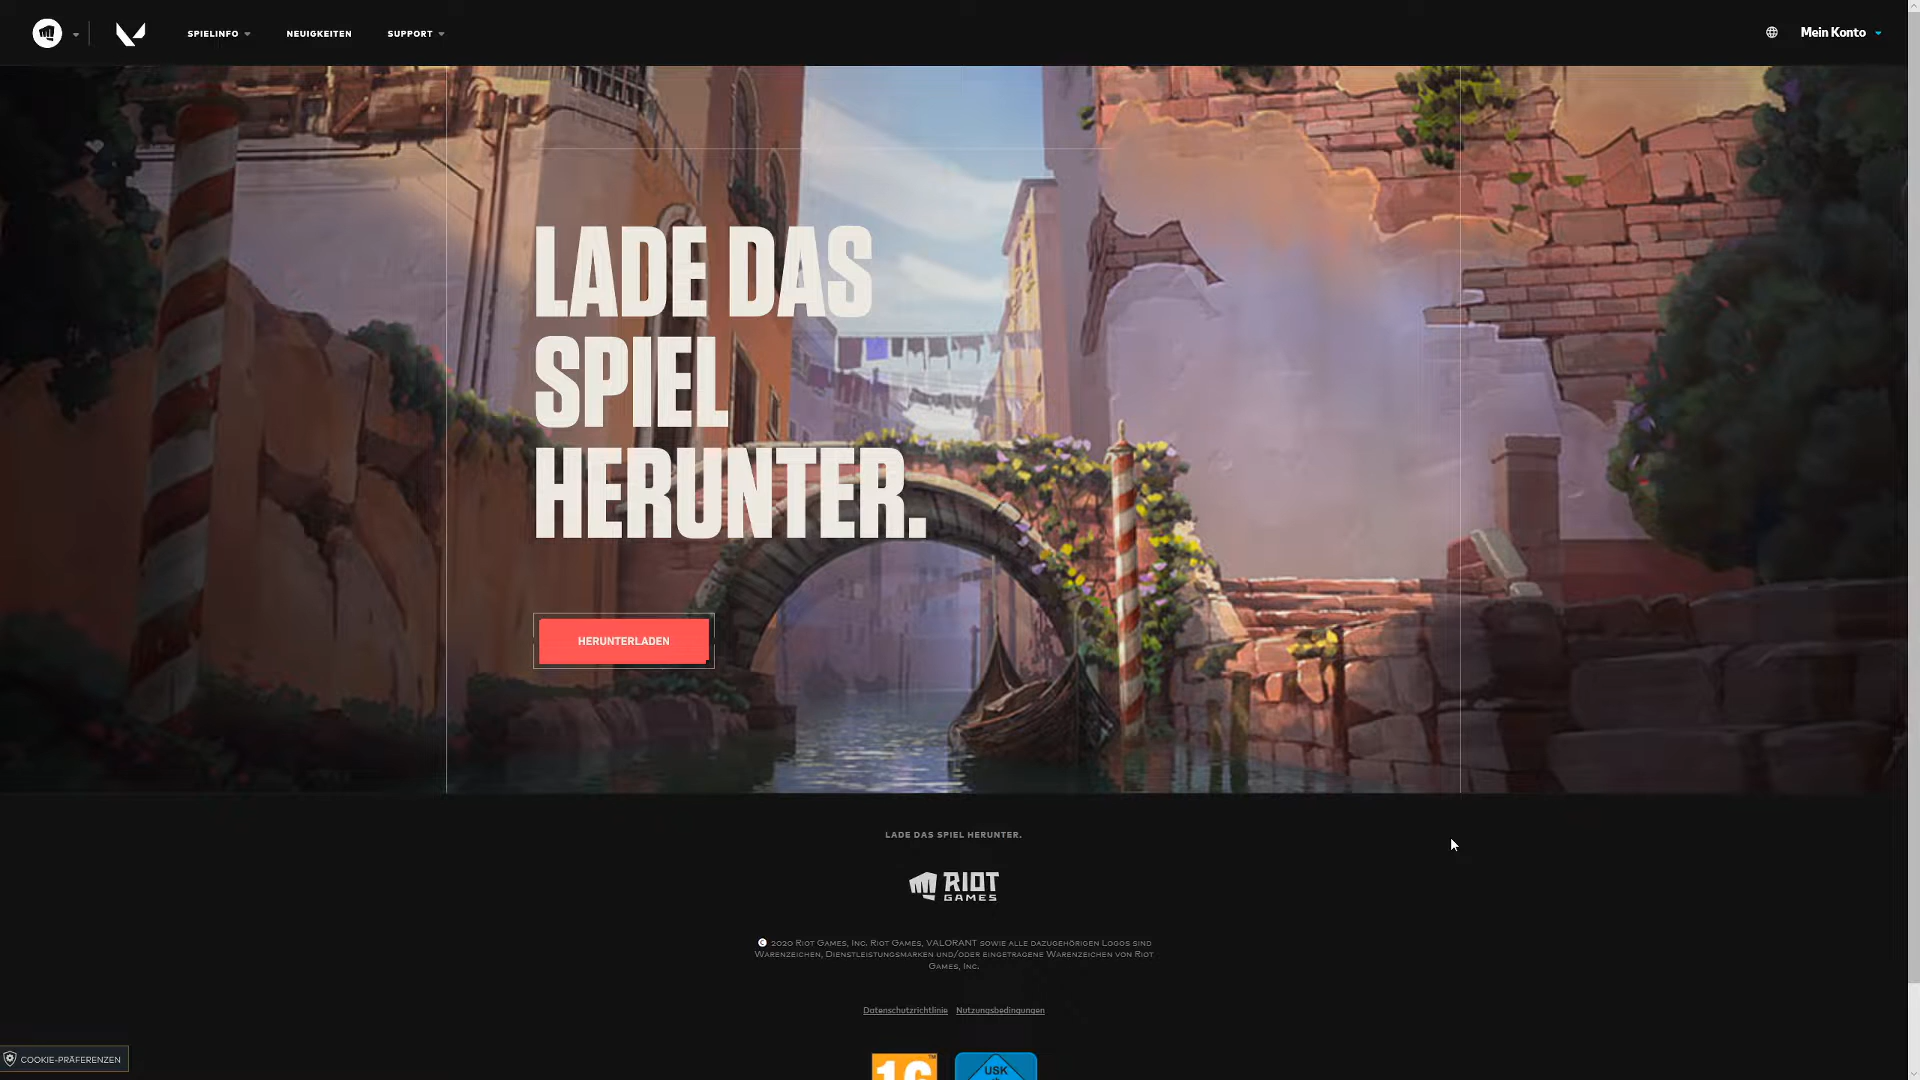 SPIELINFO
NEUIGKEITEN
SUPPORT
Mein Konto
LADE DAS
SPIEL
HERUNTER.
HERUNTERLADEN
LADE DAS SPIEL HERUNTER.
RIOT
GAMES
© 2020 Riot Games, Inc. Riot Games, VALORANT sowie alle dazugehörigen Logos sind
Warenzeichen, Dienstleistungsmarken und/oder eingetragene Warenzeichen von Riot
Games, Inc.
Datenschutzrichtlinie Nutzungsbedingungen
COOKIE-PRÄFERENZEN
16 ™
USK